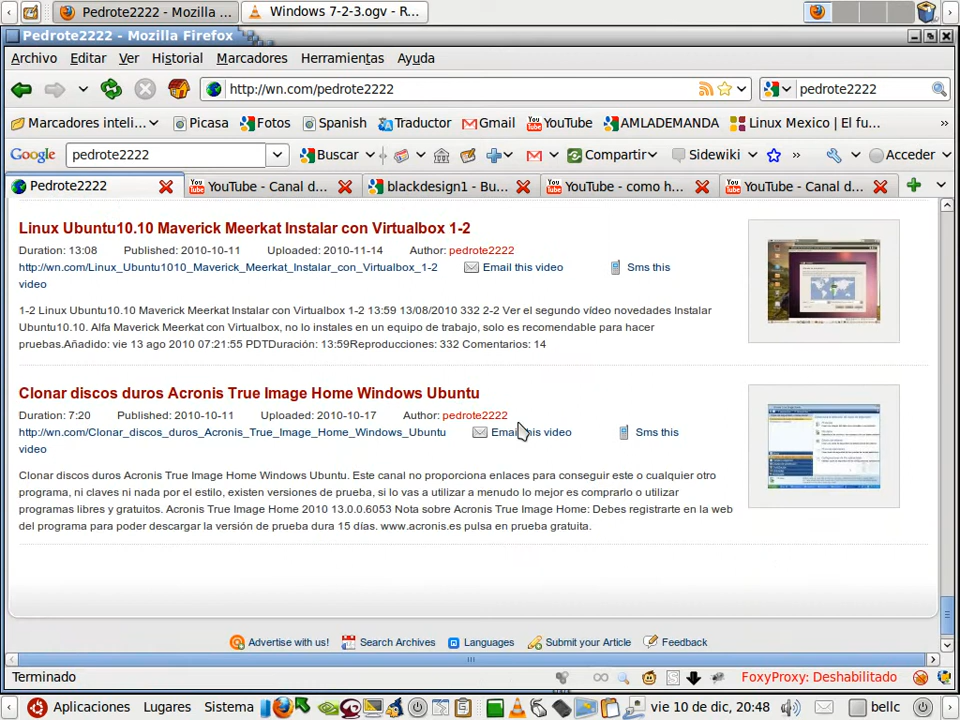 Pedrote2222 - Mozilla ...
Windows 7-2-3.ogv - R...
Pedrote2222 - Mozilla Firefox
Archivo Editar Ver Historial Marcadores Herramientas Ayuda
http://wn.com/pedrote2222
pedrote2222
Marcadores inteli... Picasa Fotos Spanish Traductor Gmail YouTube AMLADEMANDA Linux Mexico | El fu... »
Google pedrote2222 Buscar Compartir Sidewiki » Acceder
Pedrote2222 YouTube - Canal d... blackdesign1 - Bu... YouTube - como h... YouTube - Canal d...
Linux Ubuntu10.10 Maverick Meerkat Instalar con Virtualbox 1-2
Duration: 13:08 Published: 2010-10-11 Uploaded: 2010-11-14 Author: pedrote2222
http://wn.com/Linux_Ubuntu1010_Maverick_Meerkat_Instalar_con_Virtualbox_1-2 Email this video Sms this
video
1-2 Linux Ubuntu10.10 Maverick Meerkat Instalar con Virtualbox 1-2 13:59 13/08/2010 332 2-2 Ver el segundo vídeo novedades Instalar
Ubuntu10.10. Alfa Maverick Meerkat con Virtualbox, no lo instales en un equipo de trabajo, solo es recomendable para hacer
pruebas.Añadido: vie 13 ago 2010 07:21:55 PDTDuración: 13:59Reproducciones: 332 Comentarios: 14
Clonar discos duros Acronis True Image Home Windows Ubuntu
Duration: 7:20 Published: 2010-10-11 Uploaded: 2010-10-17 Author: pedrote2222
http://wn.com/Clonar_discos_duros_Acronis_True_Image_Home_Windows_Ubuntu Email this video Sms this
video
Clonar discos duros Acronis True Image Home Windows Ubuntu. Este canal no proporciona enlaces para conseguir este o cualquier otro
programa, ni claves ni nada por el estilo, existen versiones de prueba, si lo vas a utilizar a menudo lo mejor es comprarlo o utilizar
programas libres y gratuitos. Acronis True Image Home 2010 13.0.0.6053 Nota sobre Acronis True Image Home: Debes registrarte en la web
del programa para poder descargar la versión de prueba dura 15 días. www.acronis.es pulsa en prueba gratuita.
Advertise with us! Search Archives Languages Submit your Article Feedback
Terminado FoxyProxy: Deshabilitado
Aplicaciones Lugares Sistema vie 10 de dic, 20:48 bellc